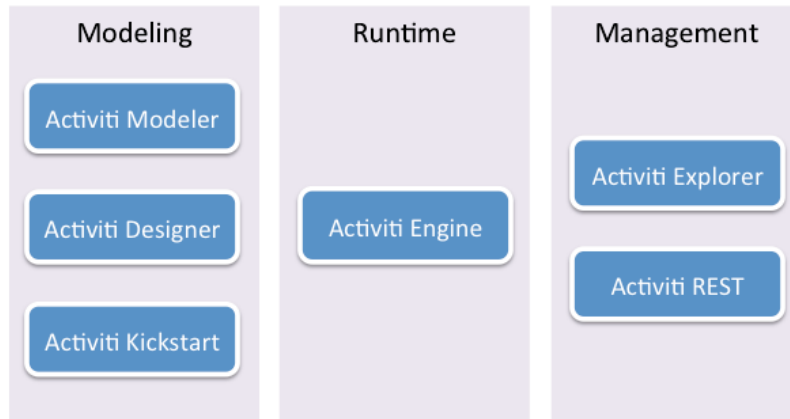 Modeling
Activiti Modeler
Activiti Designer
Activiti Kickstart
Runtime
Activiti Engine
Management
Activiti Explorer
Activiti REST